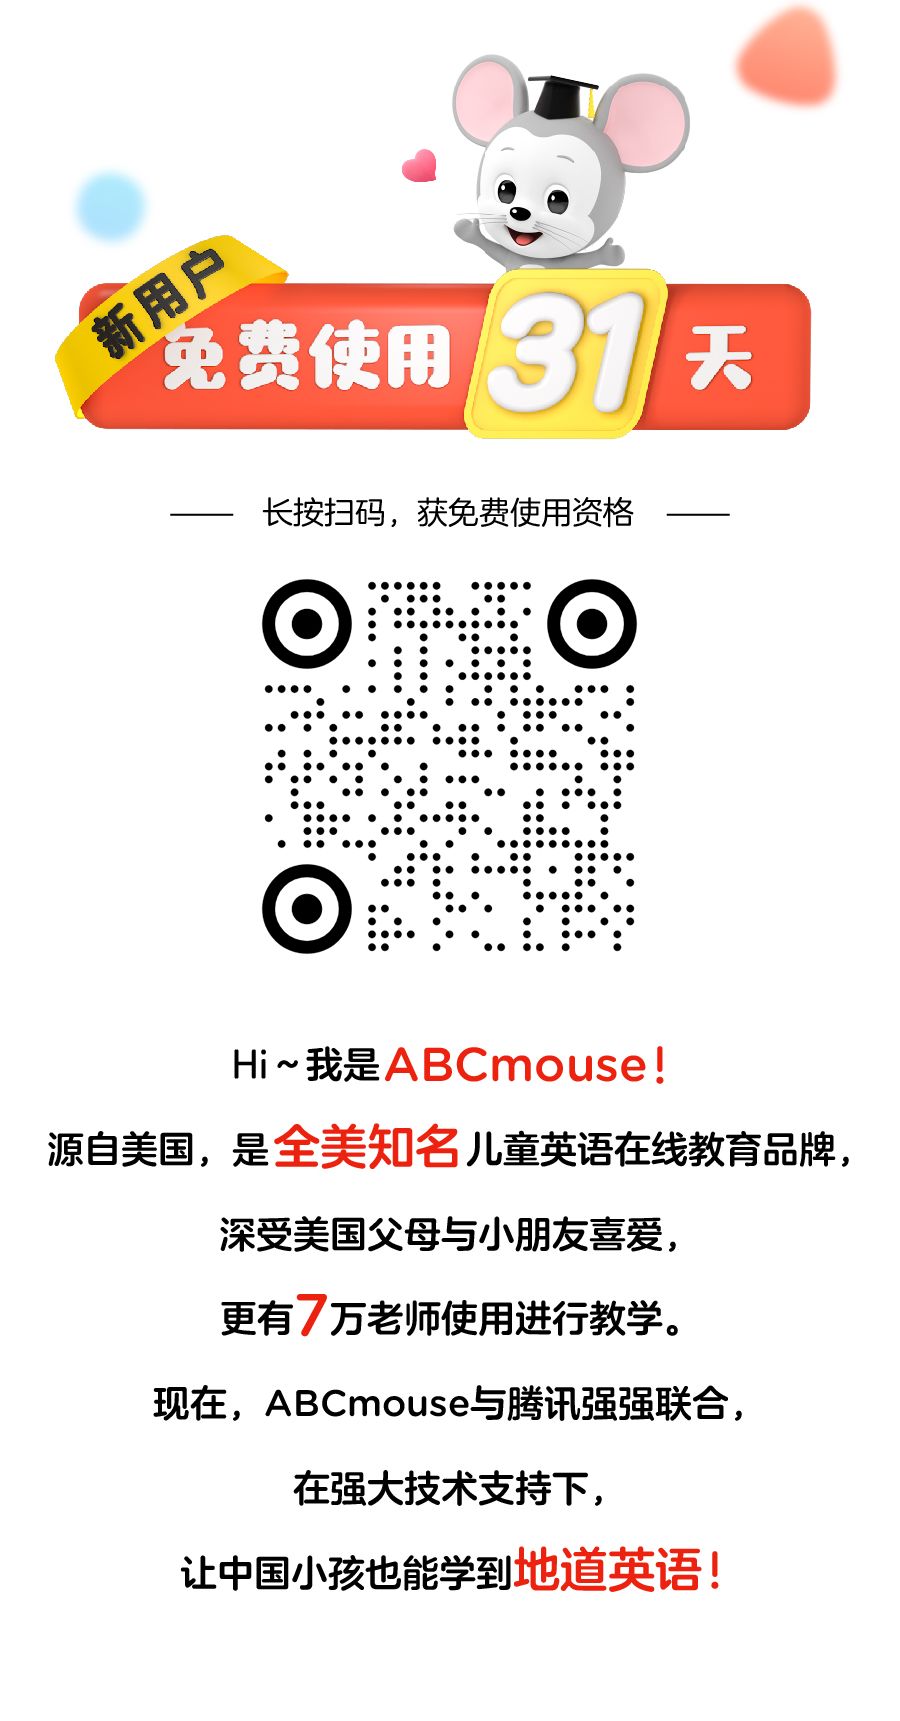 新用户
免费使用31天
长按扫码，获免费使用资格
Hi～我是ABCmouse！
源自美国，是全美知名儿童英语在线教育品牌，
深受美国父母与小朋友喜爱，
更有7万老师使用进行教学。
现在，ABCmouse与腾讯强强联合，
在强大技术支持下，
让中国小孩也能学到地道英语！